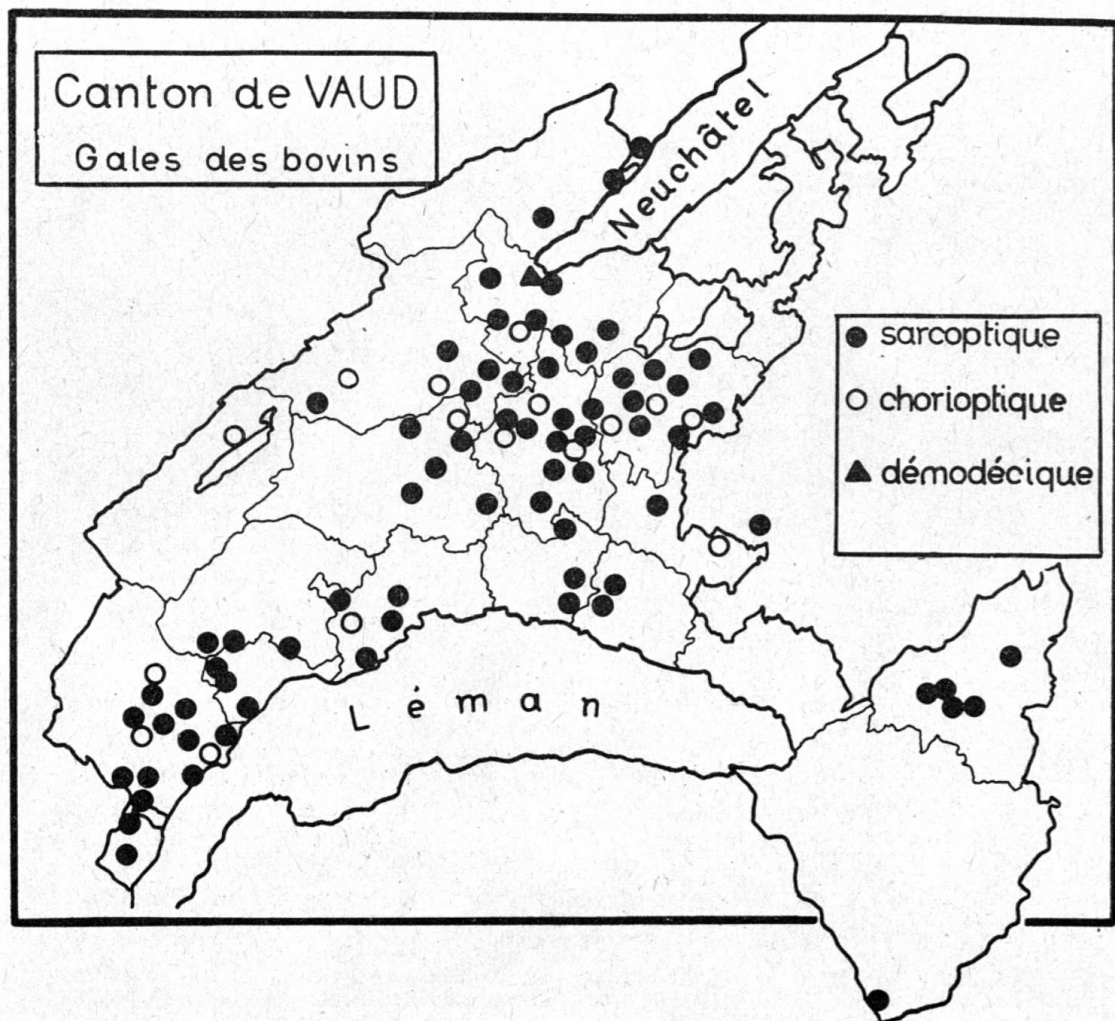 Canton de VAUD
Gales des bovins
Neuchâtel
sarcoptique
chorioptique
démodécique
Léman